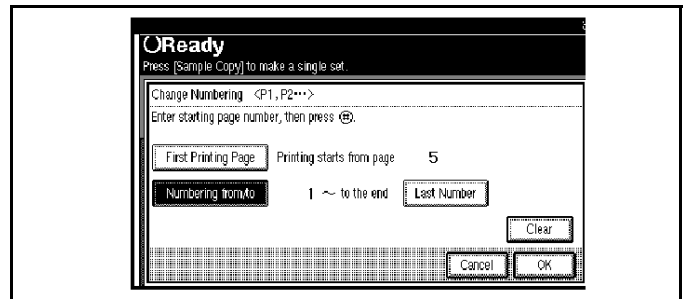 Ready
Press [Sample Copy] to make a single set.
Change Numbering <P1,P2···>
Enter starting page number, then press ⊕.
First Printing Page Printing starts from page 5
Numbering from/to 1 ~ to the end Last Number
Clear
Cancel OK